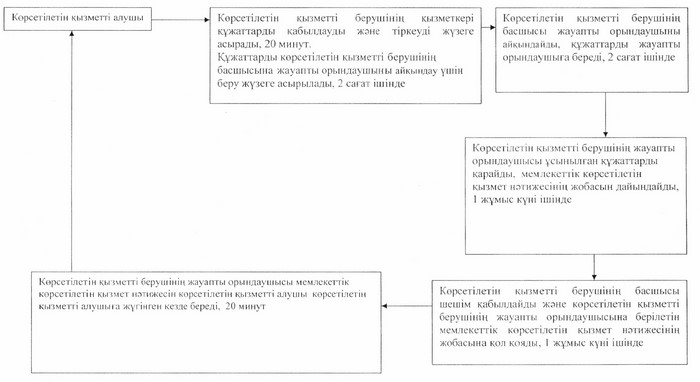 Көрсетілетін қызметті алушы
Көрсетілетін қызметті берушінің қызметкері
құжаттарды қабылдауды және тіркеуді жүзеге
асырады, 20 минут.
Құжаттарды көрсетілетін қызметті берушінің
басшысына жауапты орындаушыны айқындау үшін
беру жүзеге асырылады, 2 сағат ішінде
Көрсетілетін қызметті берушінің
басшысы жауапты орындаушыны
айқындайды, құжаттарды жауапты
орындаушыға береді, 2 сағат ішінде
Көрсетілетін қызметті берушінің жауапты
орындаушысы ұсынылған құжаттарды
қарайды, мемлекеттік көрсетілетін
қызмет нәтижесінің жобасын дайындайды,
1 жұмыс күні ішінде
Көрсетілетін қызметті берушінің басшысы
шешім қабылдайды және көрсетілетін қызметті
берушінің жауапты орындаушысына берілетін
мемлекеттік көрсетілетін қызмет нәтижесінің
жобасына қол қояды, 1 жұмыс күні ішінде
Көрсетілетін қызметті берушінің жауапты орындаушысы мемлекеттік
көрсетілетін қызмет нәтижесін көрсетілетін қызметті алушы көрсетілетін
қызметті алушыға жүгінген кезде береді, 20 минут